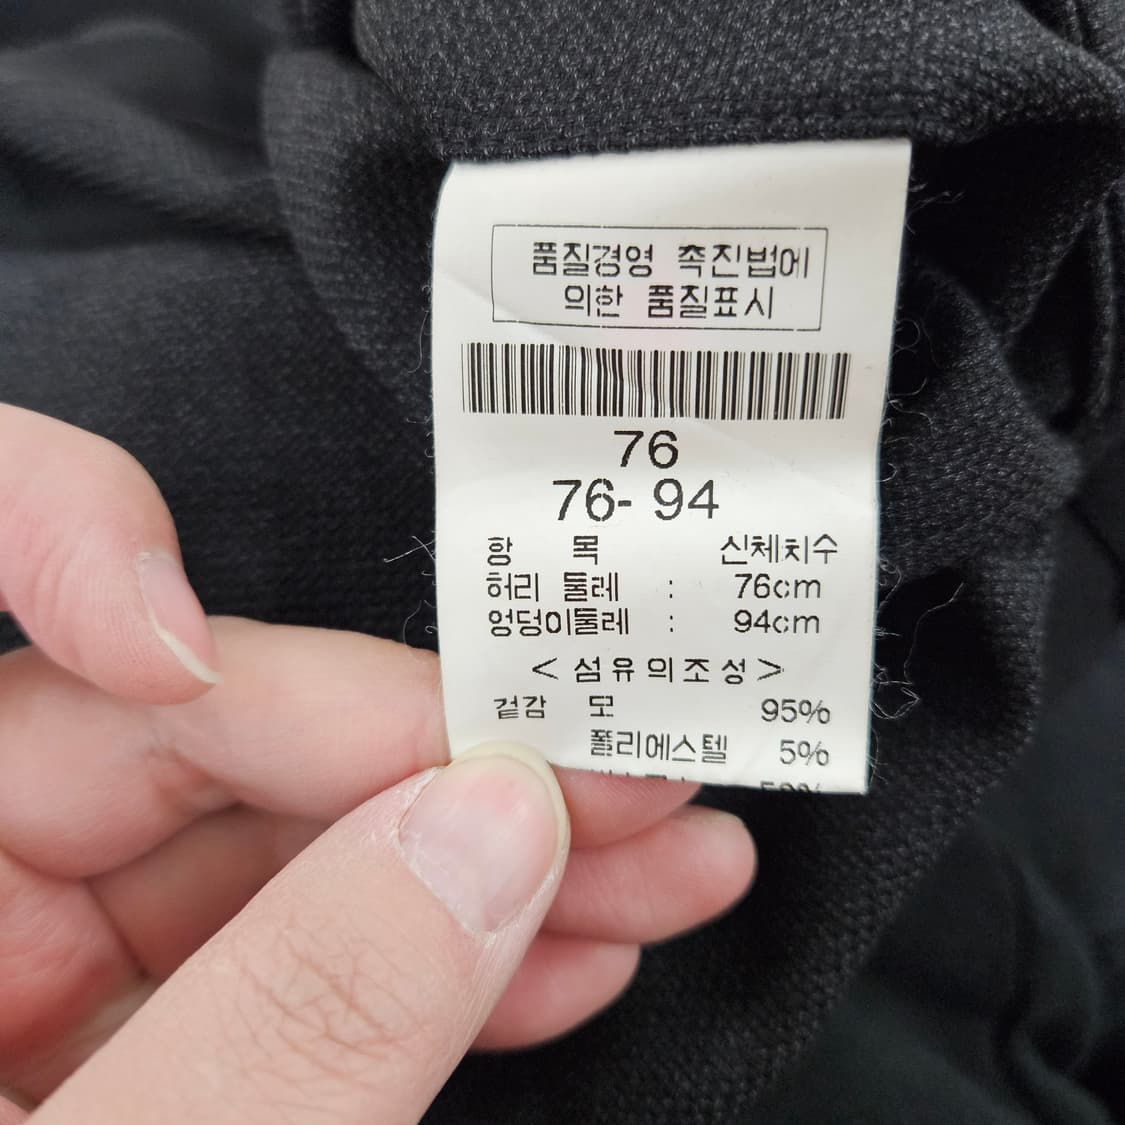 품질경영 촉진법에
의한 품질표시
76
76- 94
항 목 신체치수
허리 둘레 : 76cm
엉덩이둘레 : 94cm
<섬유의조성>
겉감 모 95%
폴리에스텔 5%